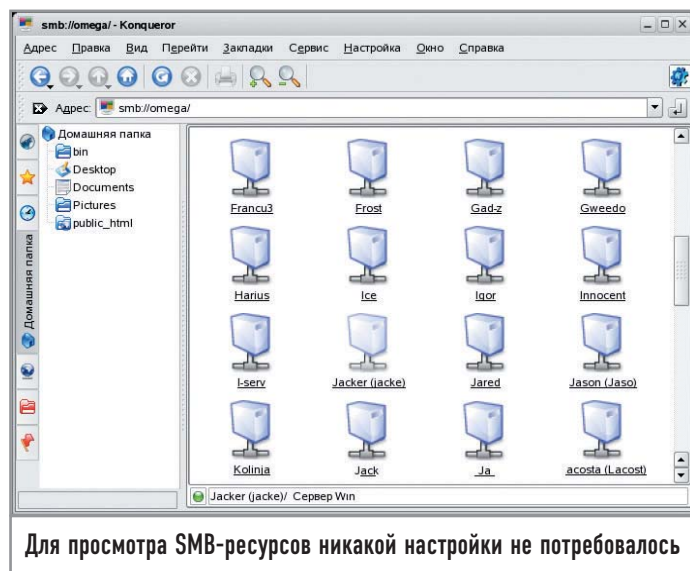 smb://omega/ - Konqueror
Адрес Правка Вид Перейти Закладки Сервис Настройка Окно Справка
Адрес: smb://omega/
Домашняя папка
bin
Desktop
Documents
Pictures
public_html
Домашняя папка
Francu3 Frost Gad-z Gweedo
Harius Ice Igor Innocent
I-serv Jacker (jacke) Jared Jason (Jaso)
Kolinja Jack Ja_ acosta (Lacost)
Jacker (jacke)/ Сервер Win
Для просмотра SMB-ресурсов никакой настройки не потребовалось